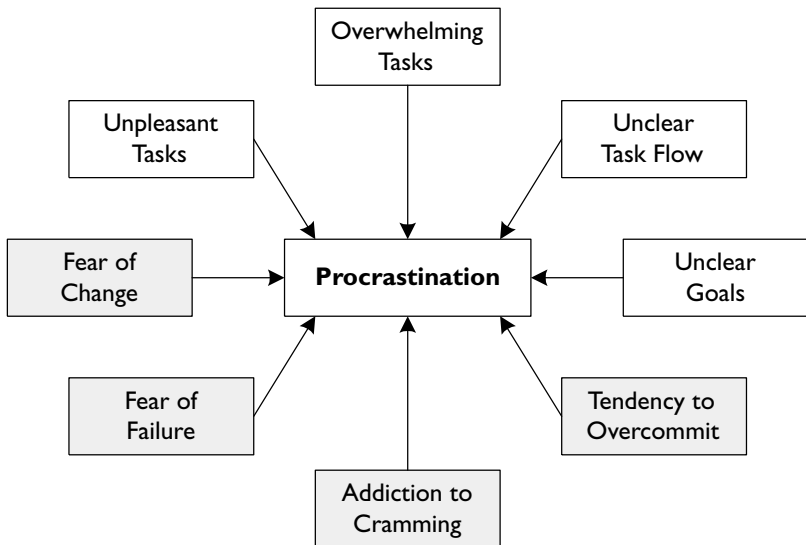 Overwhelming
Tasks
Unpleasant
Tasks
Unclear
Task Flow
Fear of
Change
Procrastination
Unclear
Goals
Fear of
Failure
Tendency to
Overcommit
Addiction to
Cramming